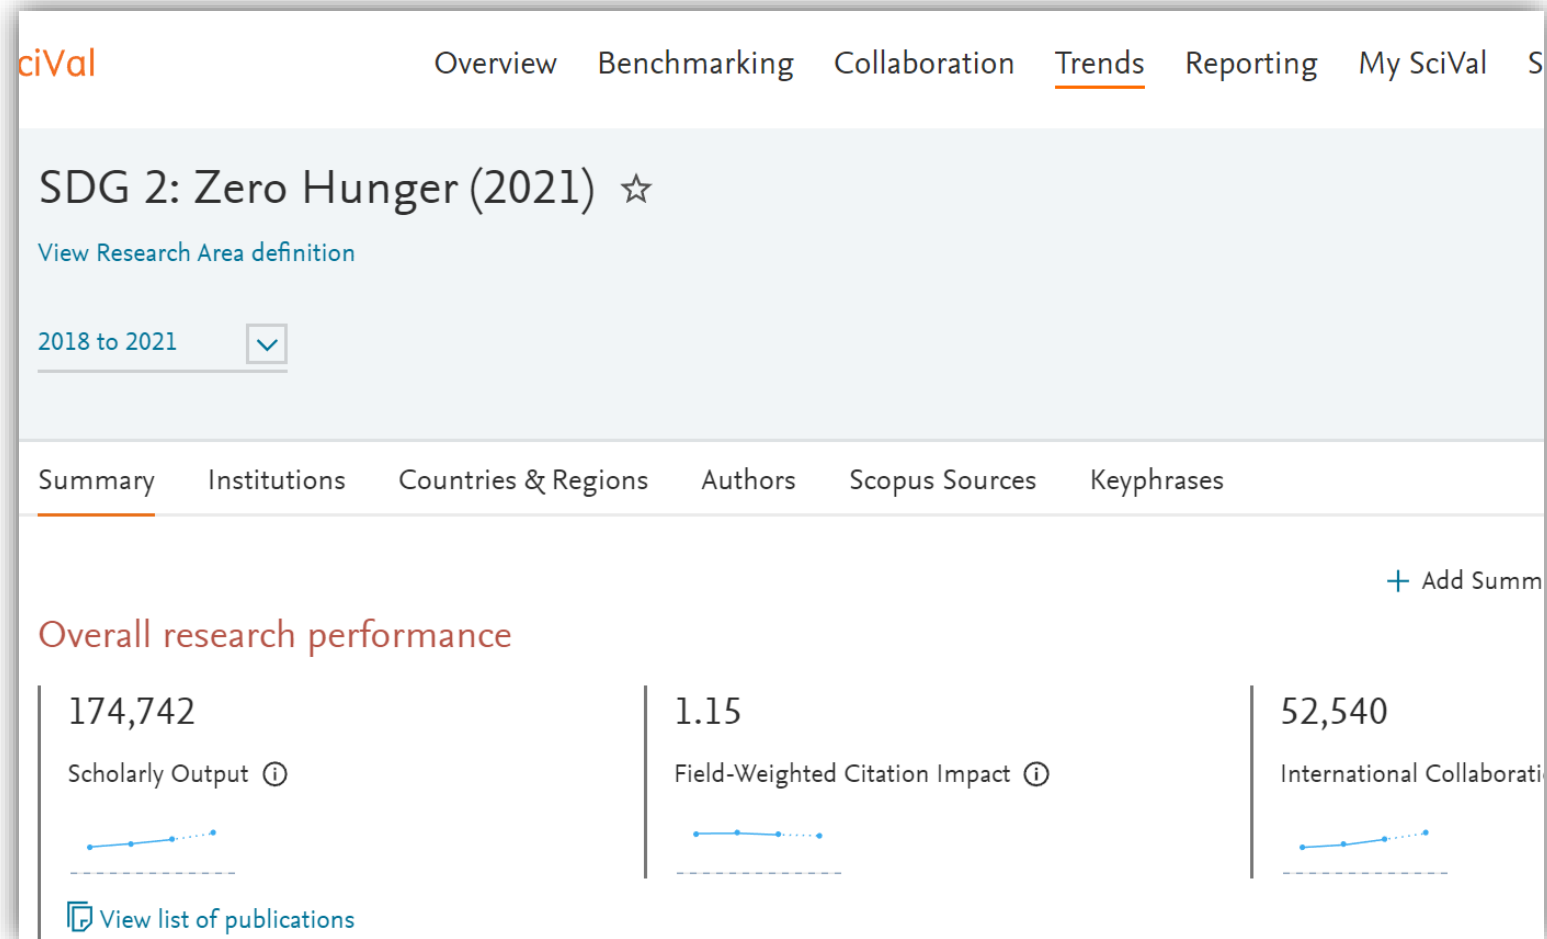 ciVal Overview Benchmarking Collaboration Trends Reporting My SciVal S
SDG 2: Zero Hunger (2021)
View Research Area definition
2018 to 2021
Summary Institutions Countries & Regions Authors Scopus Sources Keyphrases
+ Add Summ
Overall research performance
174,742 1.15 52,540
Scholarly Output Field-Weighted Citation Impact International Collaborati
View list of publications